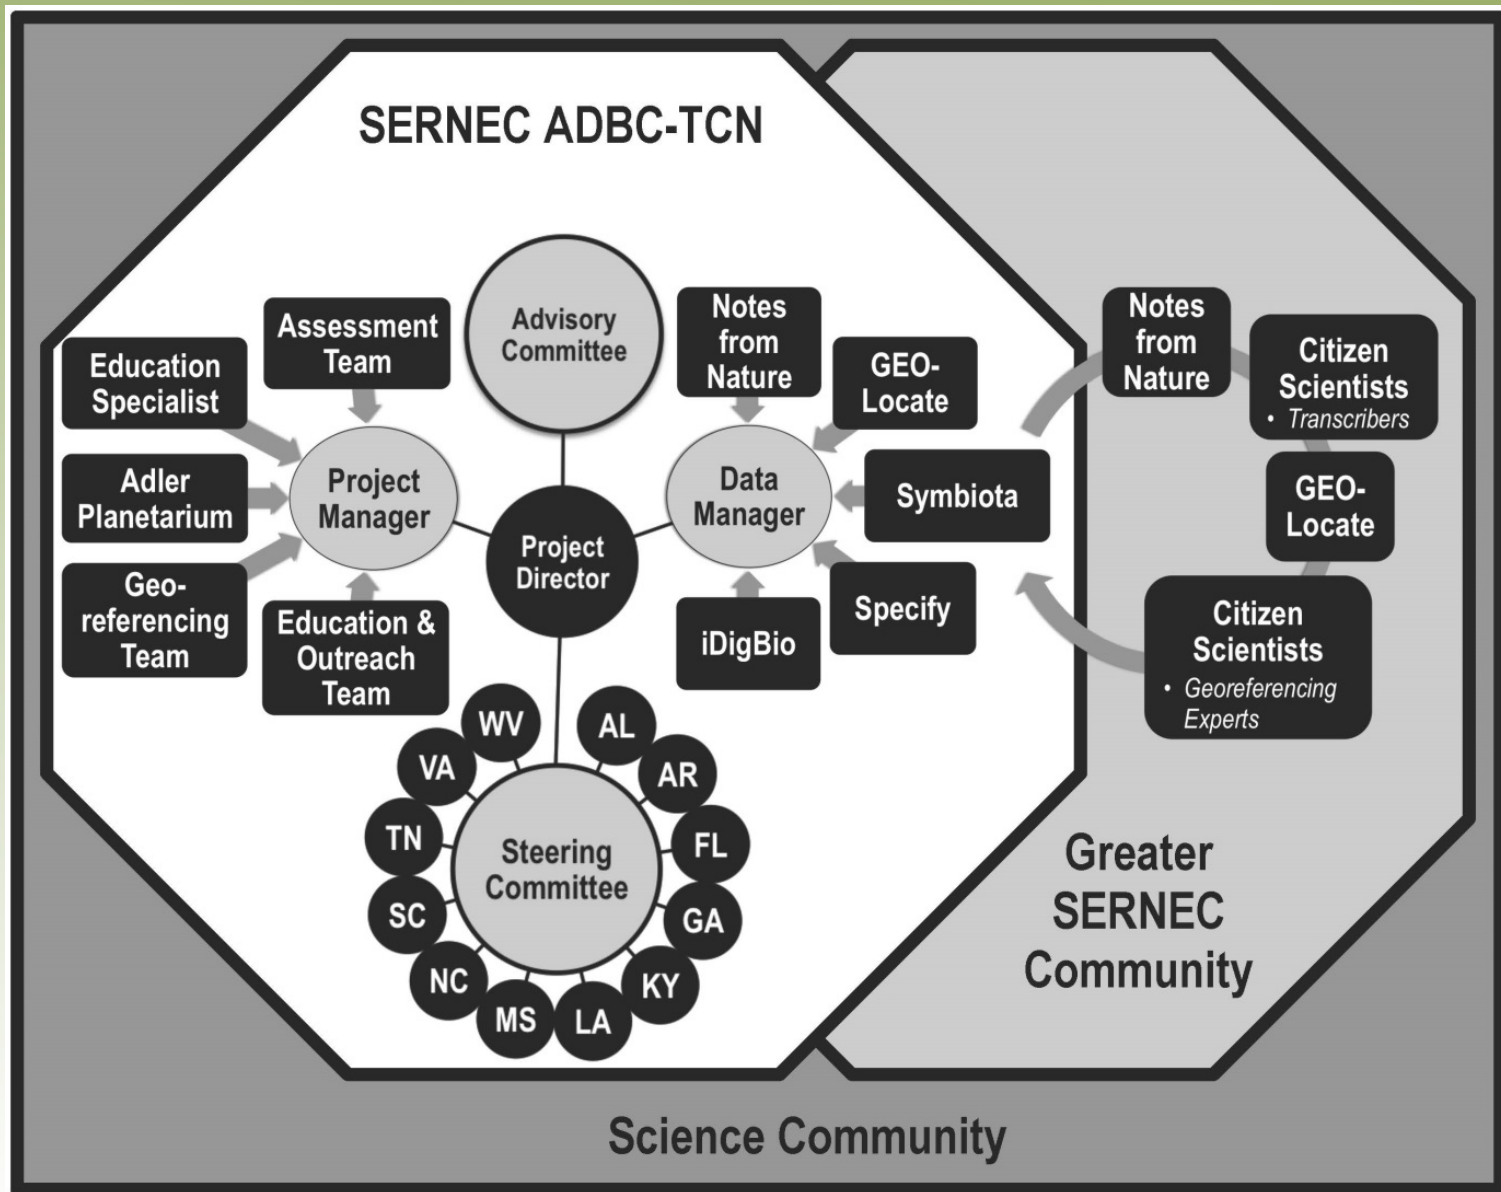 SERNEC ADBC-TCN
Advisory
Committee
Assessment
Team
Education
Specialist
Adler
Planetarium
Geo-
referencing
Team
Education &
Outreach
Team
Project
Manager
Project
Director
Data
Manager
Notes
from
Nature
GEO-
Locate
Symbiota
Specify
iDigBio
Steering
Committee
WV
VA
TN
SC
NC
MS
LA
KY
GA
FL
AR
AL
Notes
from
Nature
Citizen
Scientists
• Transcribers
GEO-
Locate
Citizen
Scientists
• Georeferencing
Experts
Greater
SERNEC
Community
Science Community